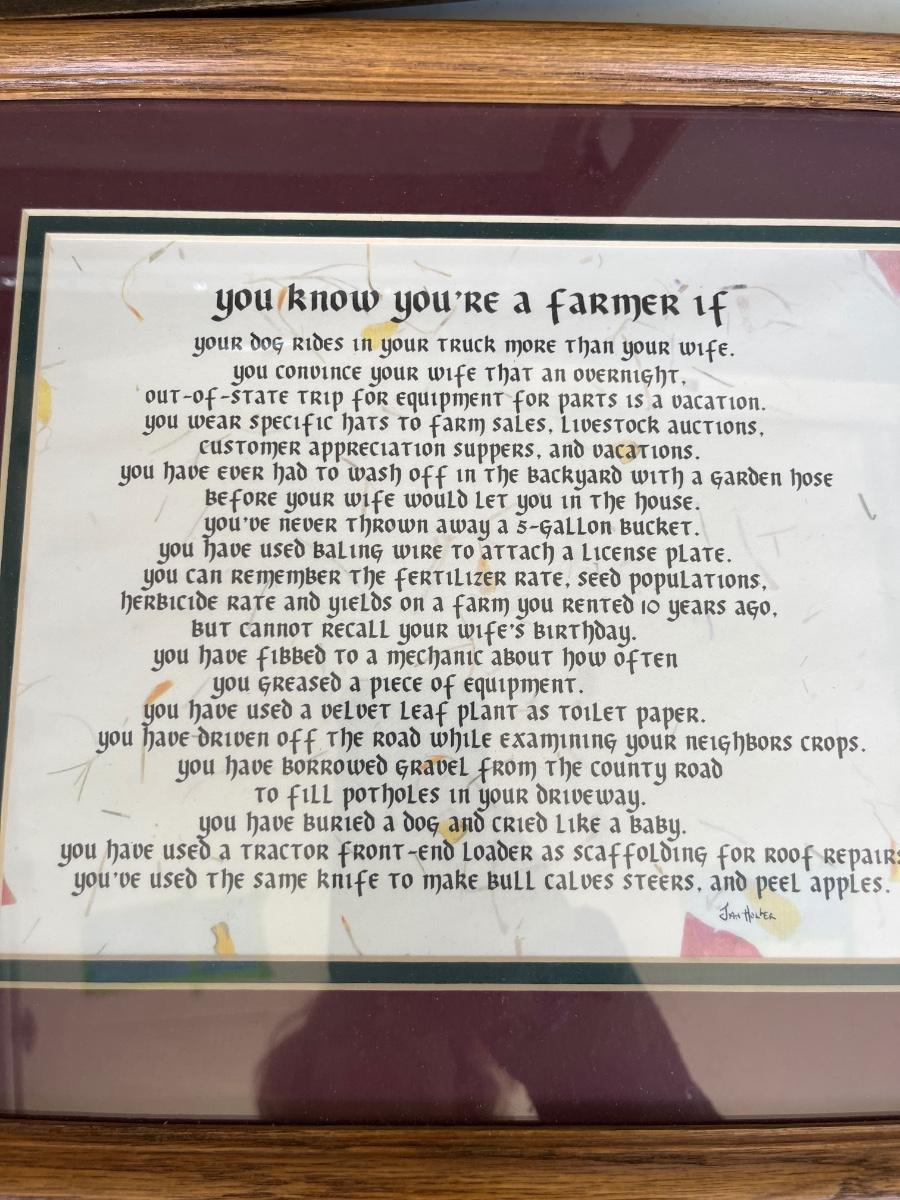 you know you're a farmer if
your dog rides in your truck more than your wife.
you convince your wife that an overnight,
out-of-state trip for equipment for parts is a vacation.
you wear specific hats to farm sales, livestock auctions,
customer appreciation suppers, and vacations.
you have ever had to wash off in the backyard with a garden hose
before your wife would let you in the house.
you've never thrown away a 5-gallon bucket.
you have used baling wire to attach a license plate.
you can remember the fertilizer rate, seed populations,
herbicide rate and yields on a farm you rented 10 years ago,
but cannot recall your wife's birthday.
you have fibbed to a mechanic about how often
you greased a piece of equipment.
you have used a velvet leaf plant as toilet paper.
you have driven off the road while examining your neighbors crops.
you have borrowed gravel from the county road
to fill potholes in your driveway.
you have buried a dog and cried like a baby.
you have used a tractor front-end loader as scaffolding for roof repairs
you've used the same knife to make bull calves steers, and peel apples.
Jan